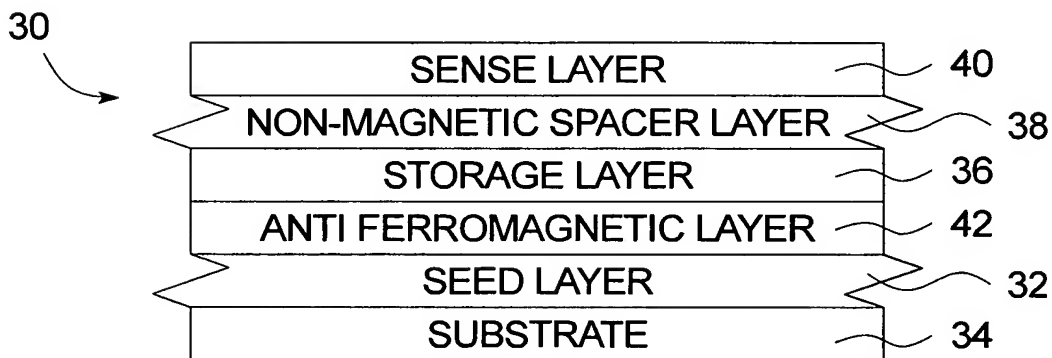 30
SENSE LAYER 40
NON-MAGNETIC SPACER LAYER 38
STORAGE LAYER 36
ANTI FERROMAGNETIC LAYER 42
SEED LAYER 32
SUBSTRATE 34